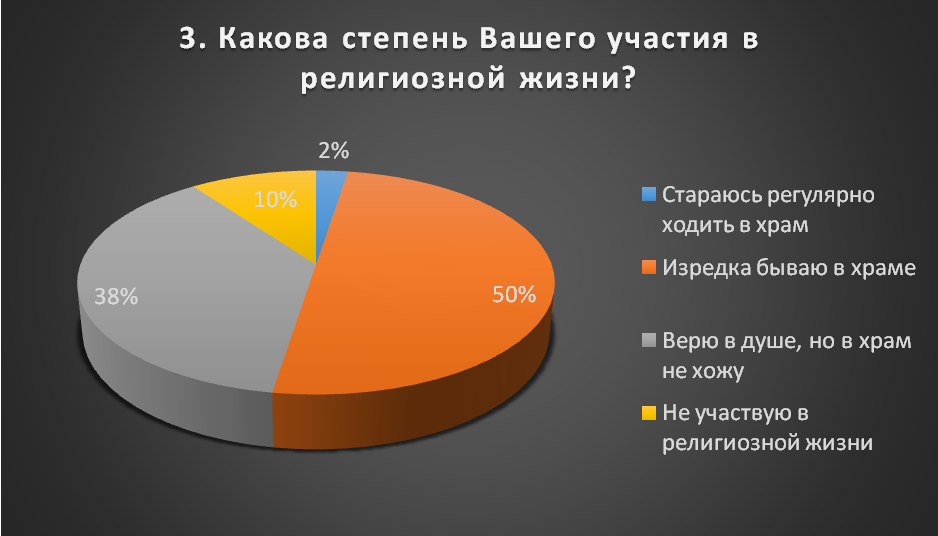 3. Какова степень Вашего участия в
религиозной жизни?
2%
10%
38%
50%
Стараюсь регулярно
ходить в храм
Изредка бываю в храме
Верю в душе, но в храм
не хожу
Не участвую в
религиозной жизни